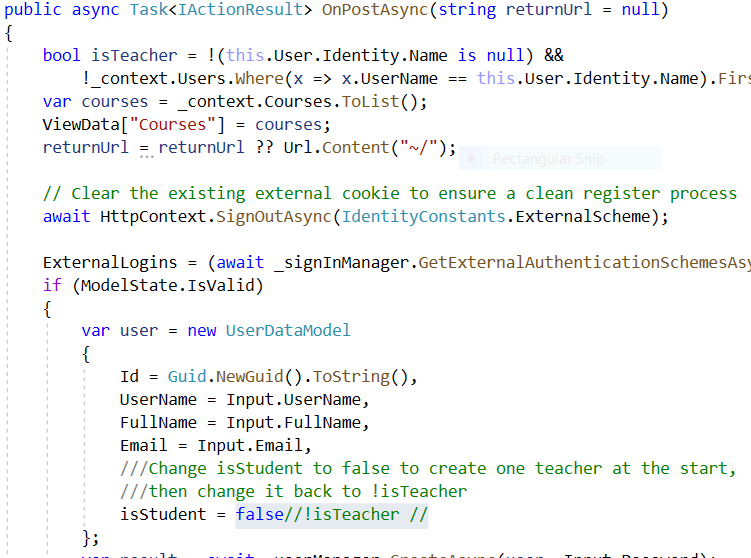 public async Task<IActionResult> OnPostAsync(string returnUrl = null)
{
bool isTeacher = !(this.User.Identity.Name is null) &&
!_context.Users.Where(x => x.UserName == this.User.Identity.Name).Firs
var courses = _context.Courses.ToList();
ViewData["Courses"] = courses;
returnUrl = returnUrl ?? Url.Content("~/");
Rectangular Snip
// Clear the existing external cookie to ensure a clean register process
await HttpContext.SignOutAsync(IdentityConstants.ExternalScheme);
ExternalLogins = (await _signInManager.GetExternalAuthenticationSchemesAsy
if (ModelState.IsValid)
{
var user = new UserDataModel
{
Id = Guid.NewGuid().ToString(),
UserName = Input.UserName,
FullName = Input.FullName,
Email = Input.Email,
///Change isStudent to false to create one teacher at the start,
///then change it back to !isTeacher
isStudent = false//!isTeacher //
};